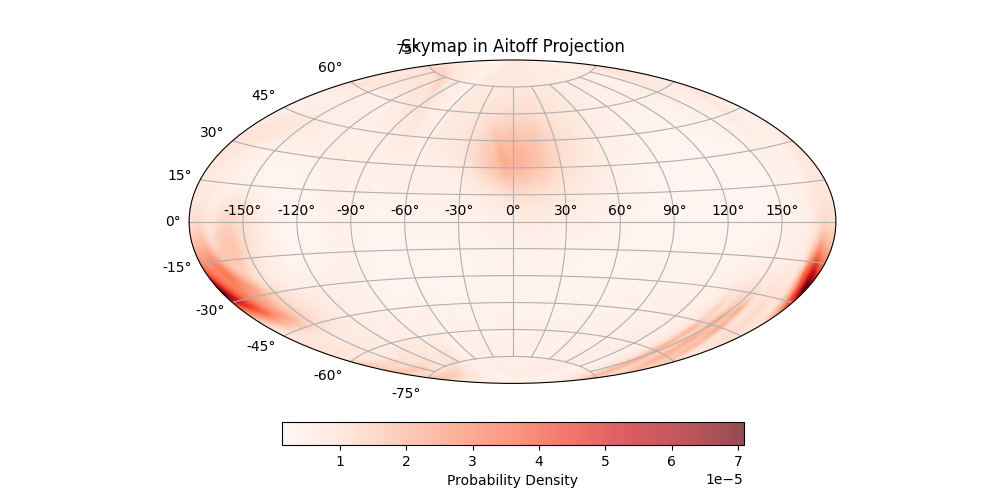 75°
Skymap in Aitoff Projection
60°
45°
30°
15°
-150° -120° -90° -60° -30° 0° 30° 60° 90° 120° 150°
0°
-15°
-30°
-45°
-60°
-75°
1 2 3 4 5 6 7
1e−5
Probability Density